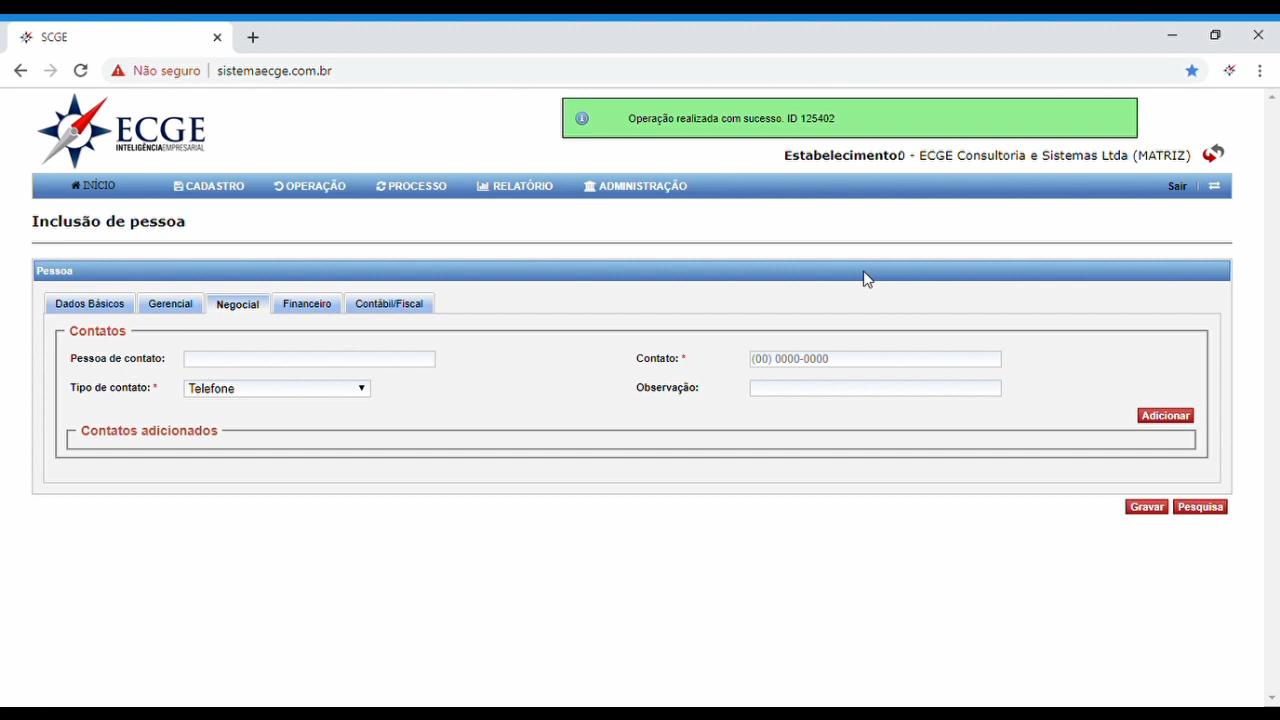 SCGE
Não seguro sistemaecge.com.br
ECGE
INTELIGÊNCIAEMPRESARIAL
Operação realizada com sucesso. ID 125402
Estabelecimento: 0 - ECGE Consultoria e Sistemas Ltda (MATRIZ)
INÍCIO CADASTRO OPERAÇÃO PROCESSO RELATÓRIO ADMINISTRAÇÃO Sair
Inclusão de pessoa
Pessoa
Dados Básicos Gerencial Negocial Financeiro Contábil/Fiscal
Contatos
Pessoa de contato: Contato: * (00) 0000-0000
Tipo de contato: * Telefone Observação:
Adicionar
Contatos adicionados
Gravar Pesquisa